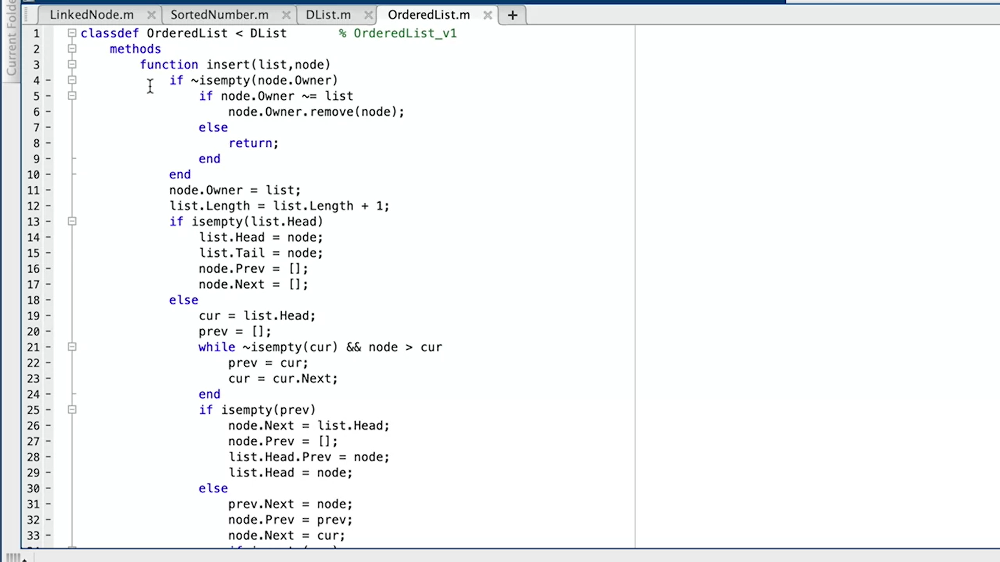 Current Folde
LinkedNode.m SortedNumber.m DList.m OrderedList.m +
1 classdef OrderedList < DList % OrderedList_v1
2 methods
3 function insert(list,node)
4 - if ~isempty(node.Owner)
5 - if node.Owner ~= list
6 - node.Owner.remove(node);
7 - else
8 - return;
9 - end
10 - end
11 - node.Owner = list;
12 - list.Length = list.Length + 1;
13 - if isempty(list.Head)
14 - list.Head = node;
15 - list.Tail = node;
16 - node.Prev = [];
17 - node.Next = [];
18 - else
19 - cur = list.Head;
20 - prev = [];
21 - while ~isempty(cur) && node > cur
22 - prev = cur;
23 - cur = cur.Next;
24 - end
25 - if isempty(prev)
26 - node.Next = list.Head;
27 - node.Prev = [];
28 - list.Head.Prev = node;
29 - list.Head = node;
30 - else
31 - prev.Next = node;
32 - node.Prev = prev;
33 - node.Next = cur;